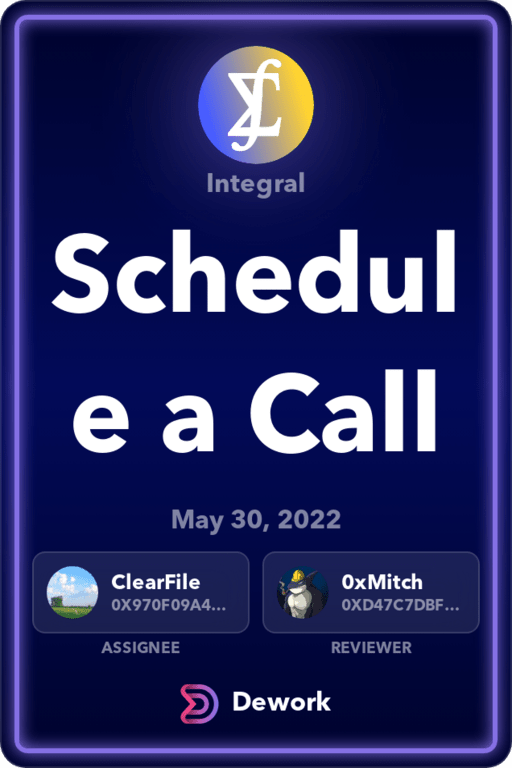 Integral
Schedul
e a Call
May 30, 2022
ClearFile
0X970F09A4...
0xMitch
0XD47C7DBF...
ASSIGNEE
REVIEWER
Dework